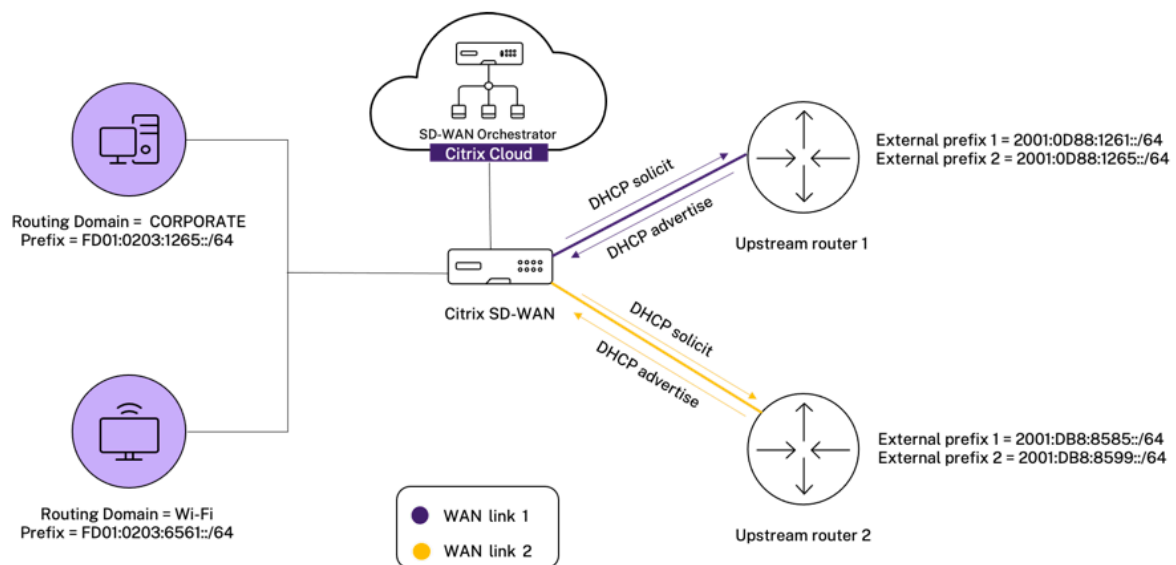 SD-WAN Orchestrator
Citrix Cloud
Routing Domain = CORPORATE
Prefix = FD01:0203:1265::/64
DHCP solicit
DHCP advertise
External prefix 1 = 2001:0D88:1261::/64
External prefix 2 = 2001:0D88:1265::/64
Upstream router 1
Citrix SD-WAN
DHCP solicit
DHCP advertise
External prefix 1 = 2001:DB8:8585::/64
External prefix 2 = 2001:DB8:8599::/64
Upstream router 2
Routing Domain = Wi-Fi
Prefix = FD01:0203:6561::/64
WAN link 1
WAN link 2